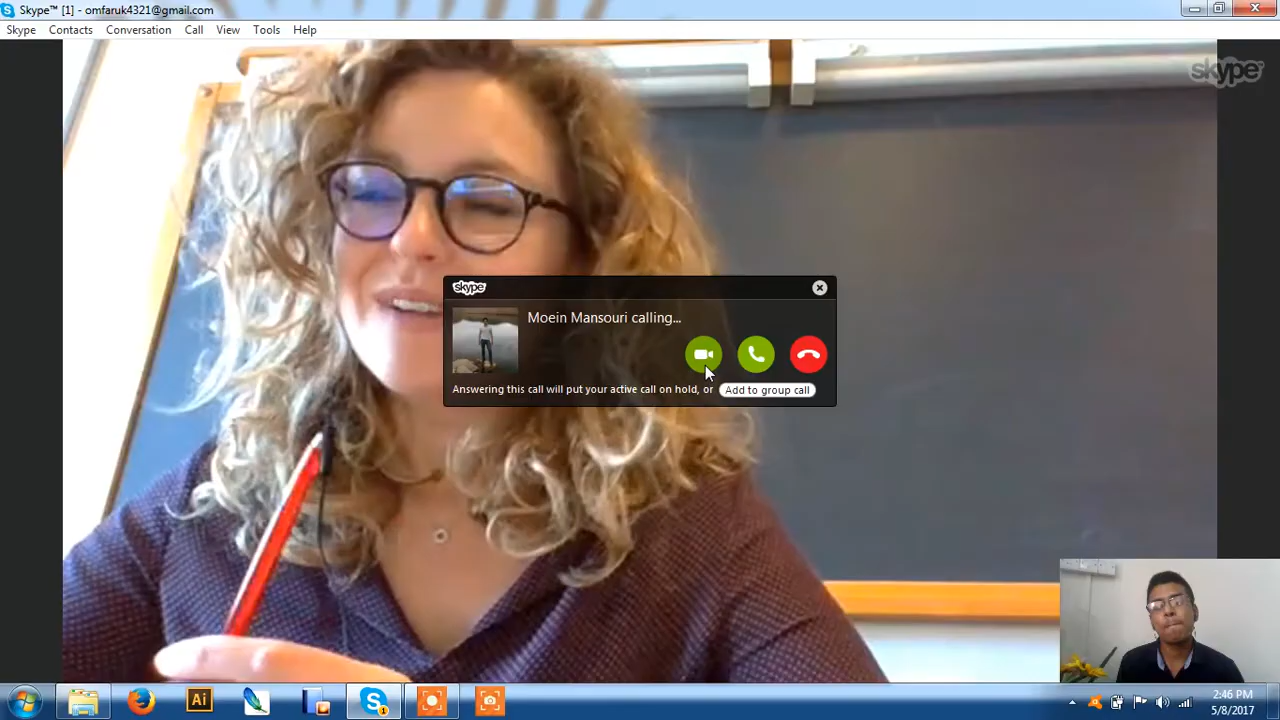 Skype™ [1] - omfaruk4321@gmail.com
Skype Contacts Conversation Call View Tools Help
skype
skype
Moein Mansouri calling...
Answering this call will put your active call on hold, or Add to group call
Ai
1
2:46 PM
5/8/2017